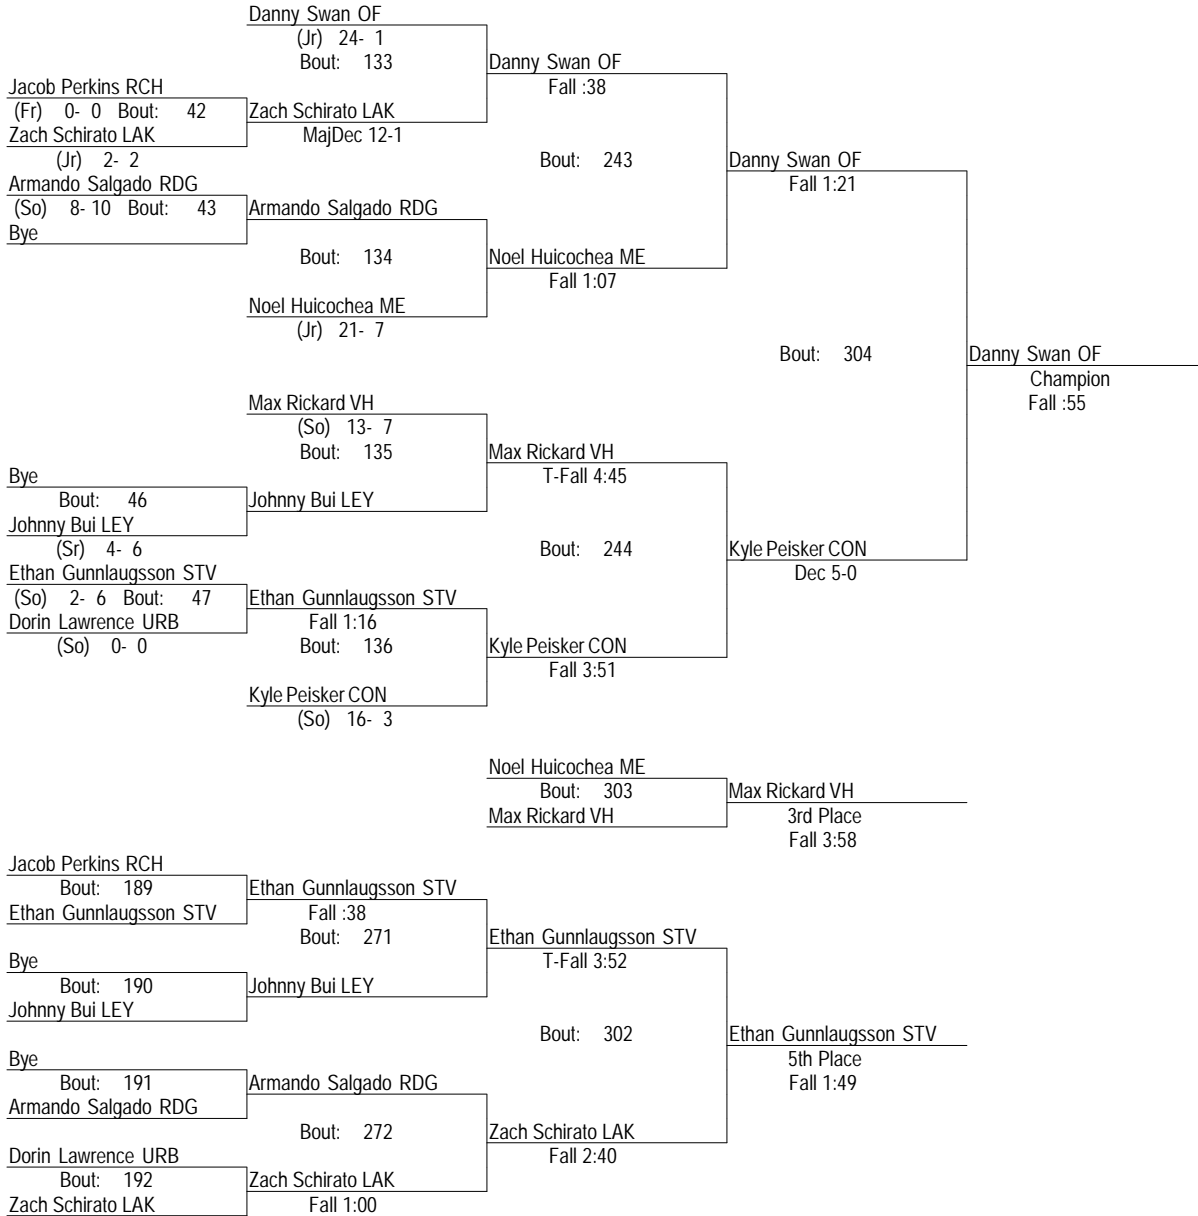 Danny Swan OF
(Jr) 24- 1
Bout: 133
Danny Swan OF
Fall :38
Jacob Perkins RCH
(Fr) 0- 0 Bout: 42
Zach Schirato LAK
Zach Schirato LAK
MajDec 12-1
(Jr) 2- 2
Bout: 243
Danny Swan OF
Fall 1:21
Armando Salgado RDG
(So) 8- 10 Bout: 43
Armando Salgado RDG
Bye
Bout: 134
Noel Huicochea ME
Fall 1:07
Noel Huicochea ME
(Jr) 21- 7
Bout: 304
Danny Swan OF
Champion
Fall :55
Max Rickard VH
(So) 13- 7
Bout: 135
Max Rickard VH
T-Fall 4:45
Bye
Bout: 46
Johnny Bui LEY
Johnny Bui LEY
(Sr) 4- 6
Bout: 244
Kyle Peisker CON
Dec 5-0
Ethan Gunnlaugsson STV
(So) 2- 6 Bout: 47
Ethan Gunnlaugsson STV
Dorin Lawrence URB
Fall 1:16
(So) 0- 0
Bout: 136
Kyle Peisker CON
Fall 3:51
Kyle Peisker CON
(So) 16- 3
Noel Huicochea ME
Bout: 303
Max Rickard VH
Max Rickard VH
3rd Place
Fall 3:58
Jacob Perkins RCH
Bout: 189
Ethan Gunnlaugsson STV
Ethan Gunnlaugsson STV
Fall :38
Bout: 271
Ethan Gunnlaugsson STV
T-Fall 3:52
Bye
Bout: 190
Johnny Bui LEY
Johnny Bui LEY
Bout: 302
Ethan Gunnlaugsson STV
5th Place
Fall 1:49
Bye
Bout: 191
Armando Salgado RDG
Armando Salgado RDG
Bout: 272
Zach Schirato LAK
Fall 2:40
Dorin Lawrence URB
Bout: 192
Zach Schirato LAK
Zach Schirato LAK
Fall 1:00